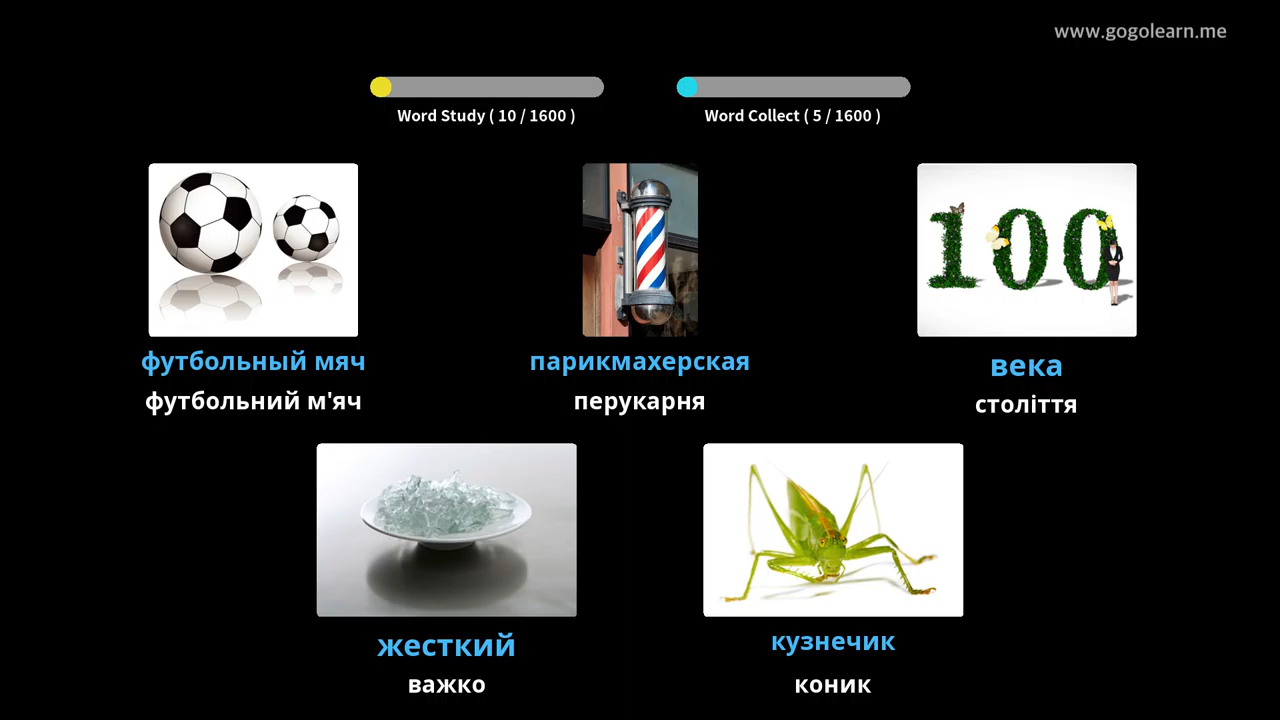 www.gogolearn.me
Word Study ( 10 / 1600 )
Word Collect ( 5 / 1600 )
футбольный мяч
футбольний м'яч
парикмахерская
перукарня
века
століття
100
жесткий
важко
кузнечик
коник